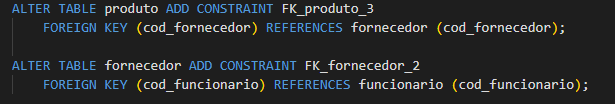 ALTER TABLE produto ADD CONSTRAINT FK_produto_3
FOREIGN KEY (cod_fornecedor) REFERENCES fornecedor (cod_fornecedor);
ALTER TABLE fornecedor ADD CONSTRAINT FK_fornecedor_2
FOREIGN KEY (cod_funcionario) REFERENCES funcionario (cod_funcionario);